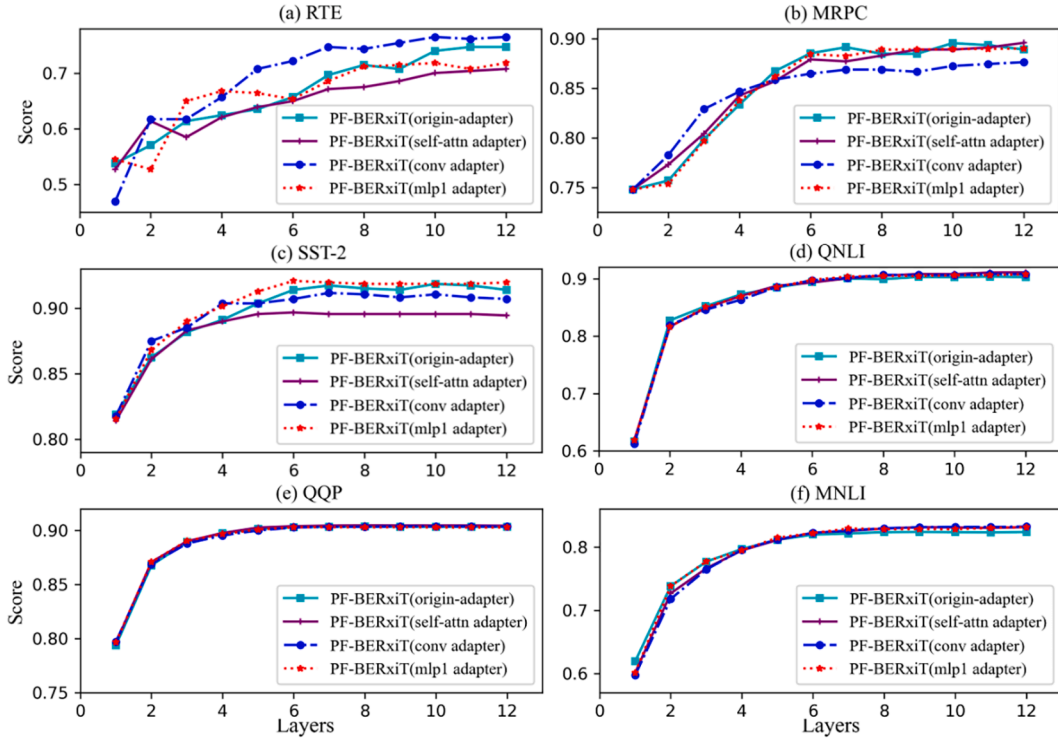 (a) RTE
Score
0.7
0.6
0.5
PF-BERxiT(origin-adapter)
PF-BERxiT(self-attn adapter)
PF-BERxiT(conv adapter)
PF-BERxiT(mlp1 adapter)
0 2 4 6 8 10 12
(b) MRPC
0.90
0.85
0.80
0.75
PF-BERxiT(origin-adapter)
PF-BERxiT(self-attn adapter)
PF-BERxiT(conv adapter)
PF-BERxiT(mlp1 adapter)
0 2 4 6 8 10 12
(c) SST-2
Score
0.90
0.85
0.80
PF-BERxiT(origin-adapter)
PF-BERxiT(self-attn adapter)
PF-BERxiT(conv adapter)
PF-BERxiT(mlp1 adapter)
0 2 4 6 8 10 12
(d) QNLI
0.9
0.8
0.7
0.6
PF-BERxiT(origin-adapter)
PF-BERxiT(self-attn adapter)
PF-BERxiT(conv adapter)
PF-BERxiT(mlp1 adapter)
0 2 4 6 8 10 12
(e) QQP
Score
0.90
0.85
0.80
0.75
PF-BERxiT(origin-adapter)
PF-BERxiT(self-attn adapter)
PF-BERxiT(conv adapter)
PF-BERxiT(mlp1 adapter)
0 2 4 6 8 10 12
Layers
(f) MNLI
0.8
0.7
0.6
PF-BERxiT(origin-adapter)
PF-BERxiT(self-attn adapter)
PF-BERxiT(conv adapter)
PF-BERxiT(mlp1 adapter)
0 2 4 6 8 10 12
Layers